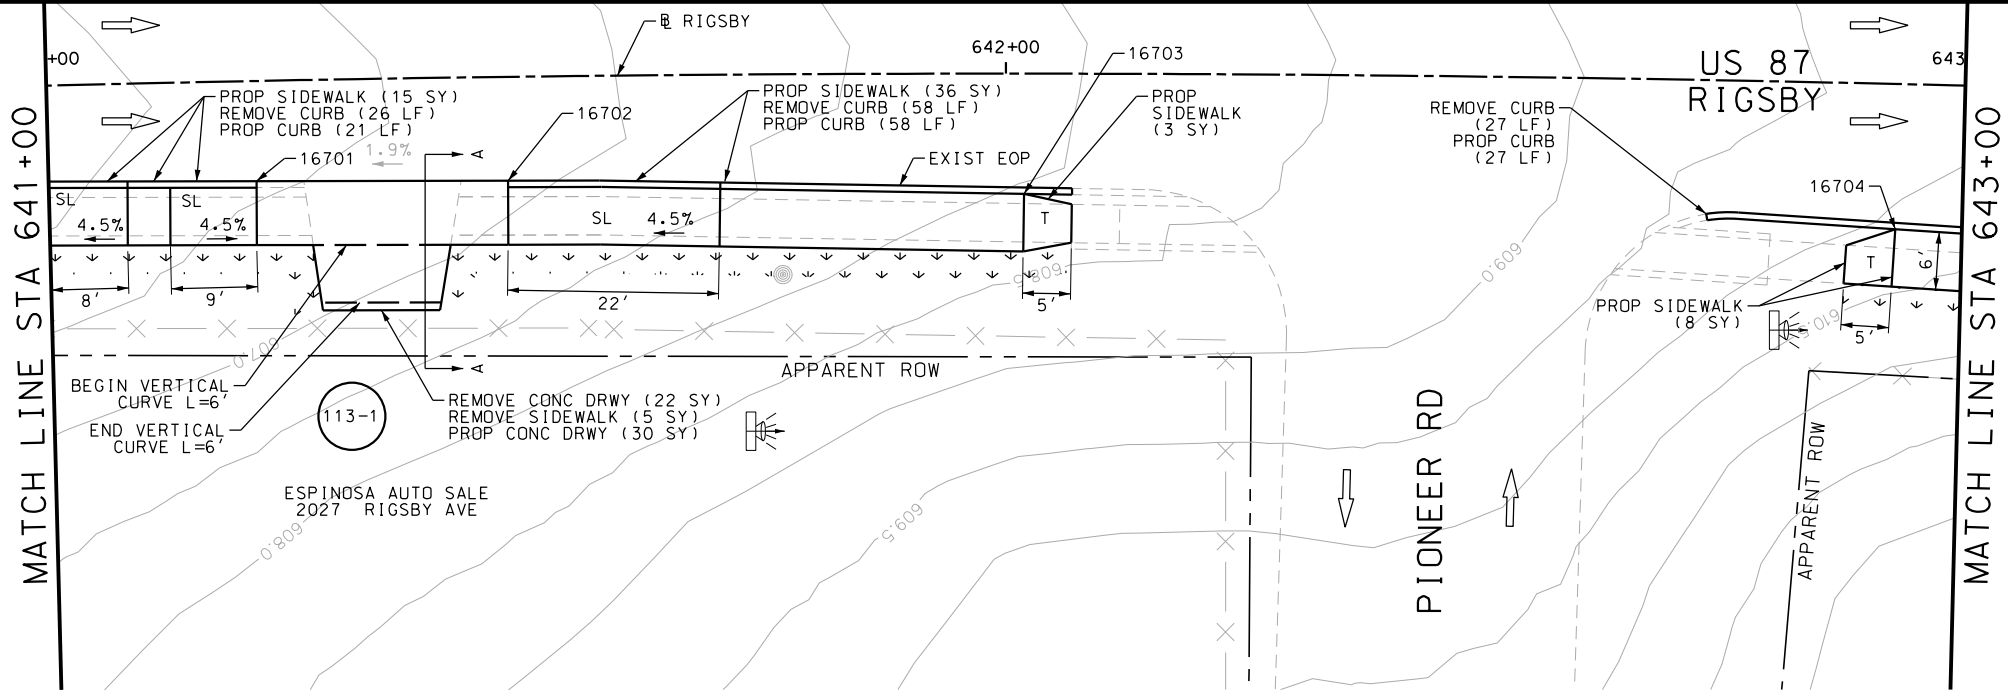 ℄ RIGSBY
642+00
+00
16703
US 87
RIGSBY
643
PROP SIDEWALK (15 SY)
REMOVE CURB (26 LF)
PROP CURB (21 LF)
16702
PROP SIDEWALK (36 SY)
REMOVE CURB (58 LF)
PROP CURB (58 LF)
PROP
SIDEWALK
(3 SY)
REMOVE CURB
(27 LF)
PROP CURB
(27 LF)
16701
1.9%
A
EXIST EOP
16704
SL
4.5%
SL
4.5%
SL
4.5%
T
T
6'
8'
9'
22'
5'
5'
608.5
609.0
610.5
607.0
PROP SIDEWALK
(8 SY)
APPARENT ROW
A
BEGIN VERTICAL
CURVE L=6'
END VERTICAL
CURVE L=6'
113-1
REMOVE CONC DRWY (22 SY)
REMOVE SIDEWALK (5 SY)
PROP CONC DRWY (30 SY)
ESPINOSA AUTO SALE
2027 RIGSBY AVE
608.0
609.5
PIONEER RD
APPARENT ROW
MATCH LINE STA 641+00
MATCH LINE STA 643+00